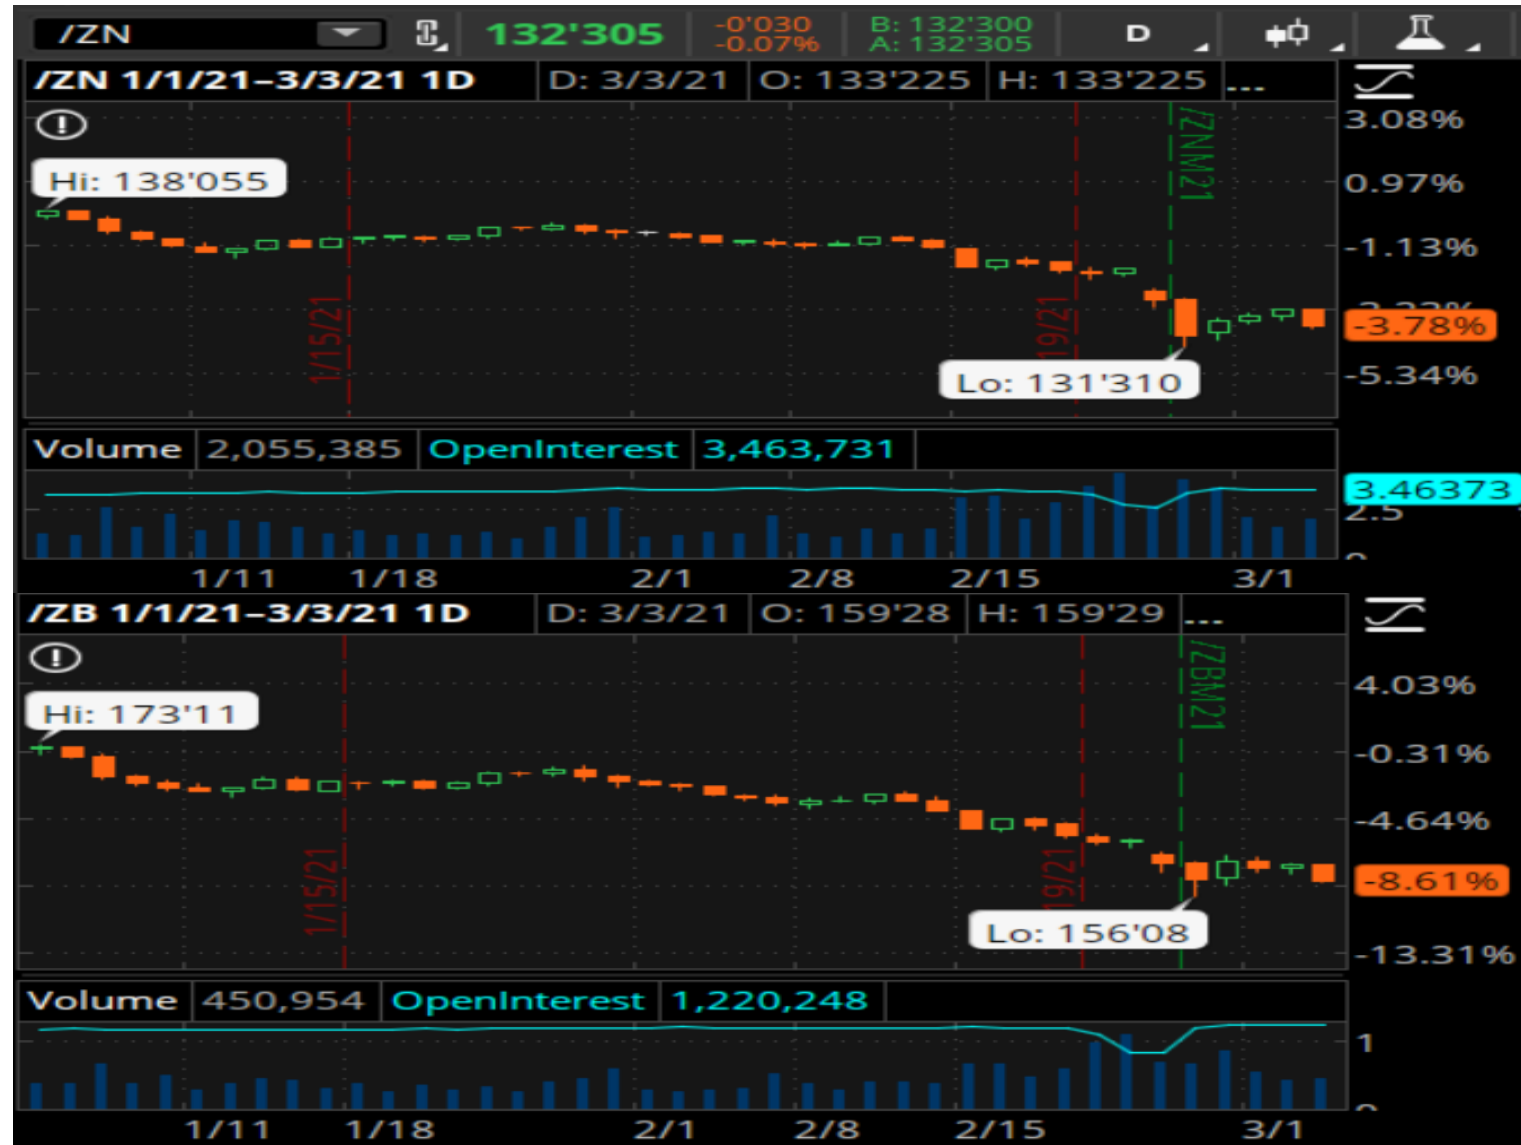 /ZN 132'305 -0'030 B: 132'300 D
-0.07% A: 132'305
/ZN 1/1/21-3/3/21 1D D: 3/3/21 O: 133'225 H: 133'225 ...
3.08%
Hi: 138'055
0.97%
/ZNM21
-1.13%
1/15/21
19/21
-3.78%
Lo: 131'310
-5.34%
Volume 2,055,385 OpenInterest 3,463,731
3.46373
2.5
0
1/11 1/18 2/1 2/8 2/15 3/1
/ZB 1/1/21-3/3/21 1D D: 3/3/21 O: 159'28 H: 159'29 ...
4.03%
Hi: 173'11
/ZBM21
-0.31%
-4.64%
1/15/21
19/21
-8.61%
Lo: 156'08
-13.31%
Volume 450,954 OpenInterest 1,220,248
1
0
1/11 1/18 2/1 2/8 2/15 3/1